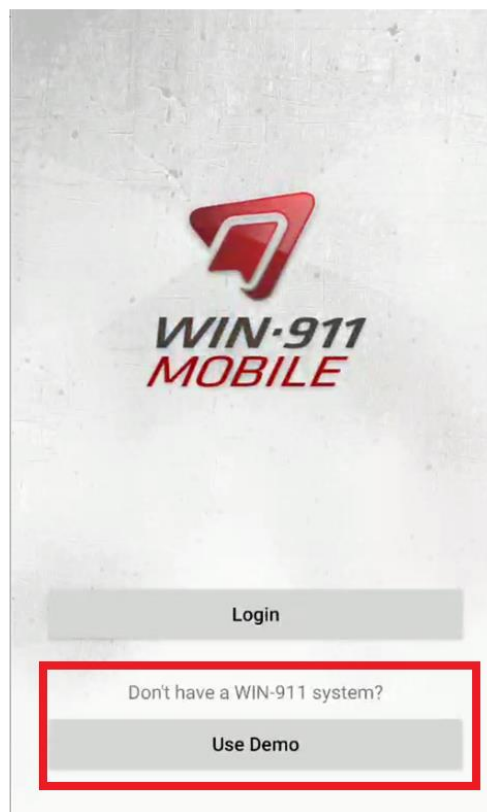 WIN-911
MOBILE
Login
Don't have a WIN-911 system?
Use Demo